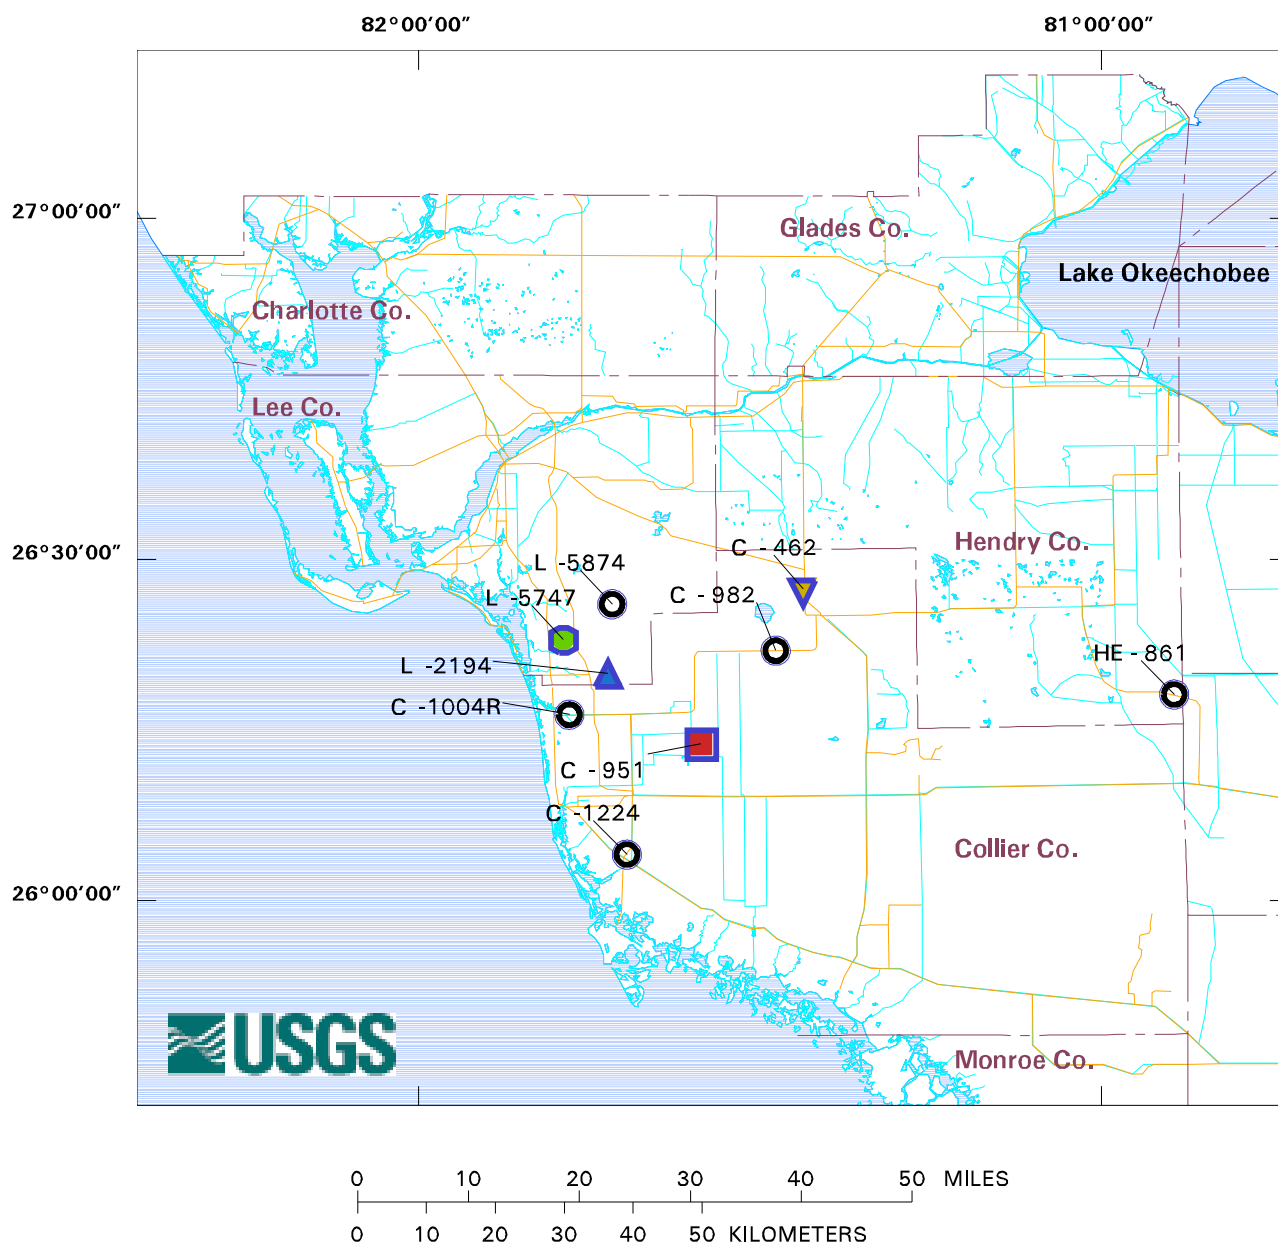 82°00'00" 81°00'00"
27°00'00"
Glades Co.
Lake Okeechobee
Charlotte Co.
Lee Co.
26°30'00"
Hendry Co.
C - 462
L - 5874
C - 982
L - 5747
HE - 861
L - 2194
C - 1004R
C - 951
C - 1224
Collier Co.
26°00'00"
USGS
Monroe Co.
0 10 20 30 40 50 MILES
0 10 20 30 40 50 KILOMETERS